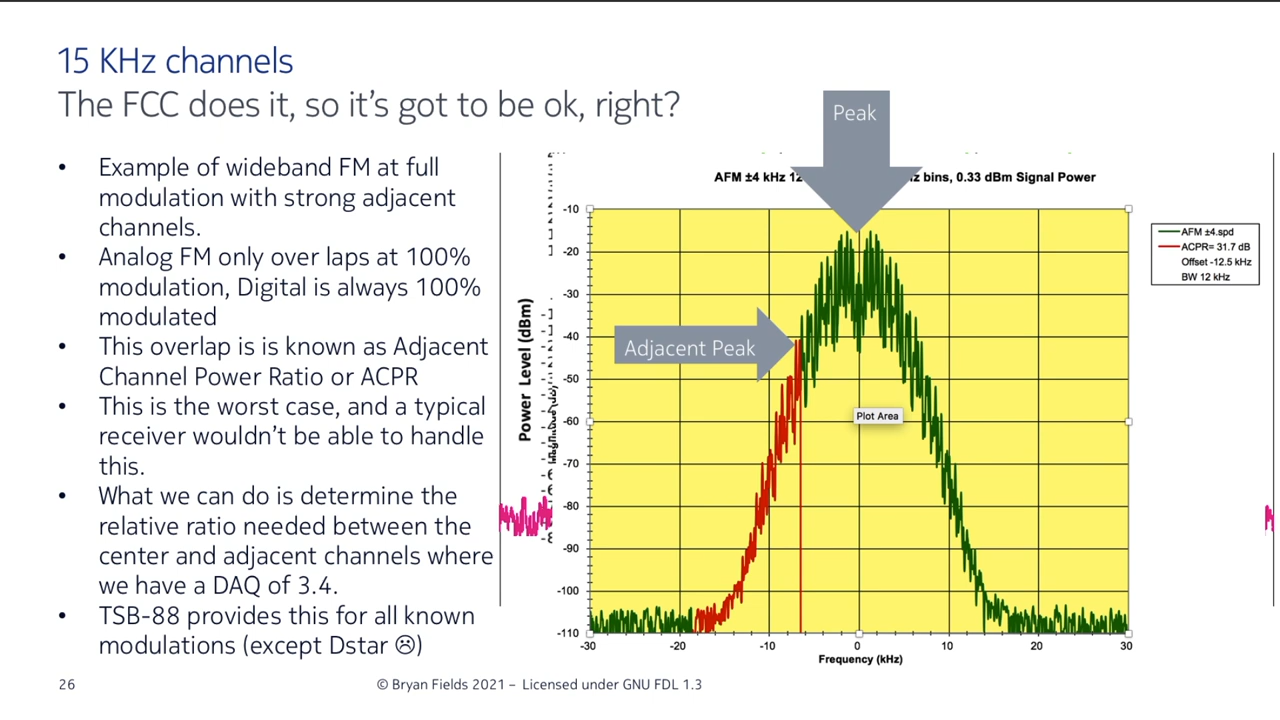 15 KHz channels
The FCC does it, so it's got to be ok, right?
• Example of wideband FM at full
modulation with strong adjacent
channels.
• Analog FM only over laps at 100%
modulation, Digital is always 100%
modulated
• This overlap is is known as Adjacent
Channel Power Ratio or ACPR
• This is the worst case, and a typical
receiver wouldn't be able to handle
this.
• What we can do is determine the
relative ratio needed between the
center and adjacent channels where
we have a DAQ of 3.4.
• TSB-88 provides this for all known
modulations (except Dstar ☹)
Peak
AFM ±4 kHz 12 z bins, 0.33 dBm Signal Power
Adjacent Peak
Plot Area
Power Level (dBm)
-10
-20
-30
-40
-50
-60
-70
-80
-90
-100
-110
-30 -20 -10 0 10 20 30
Frequency (kHz)
AFM ±4.spd
ACPR= 31.7 dB
Offset -12.5 kHz
BW 12 kHz
26
© Bryan Fields 2021 – Licensed under GNU FDL 1.3